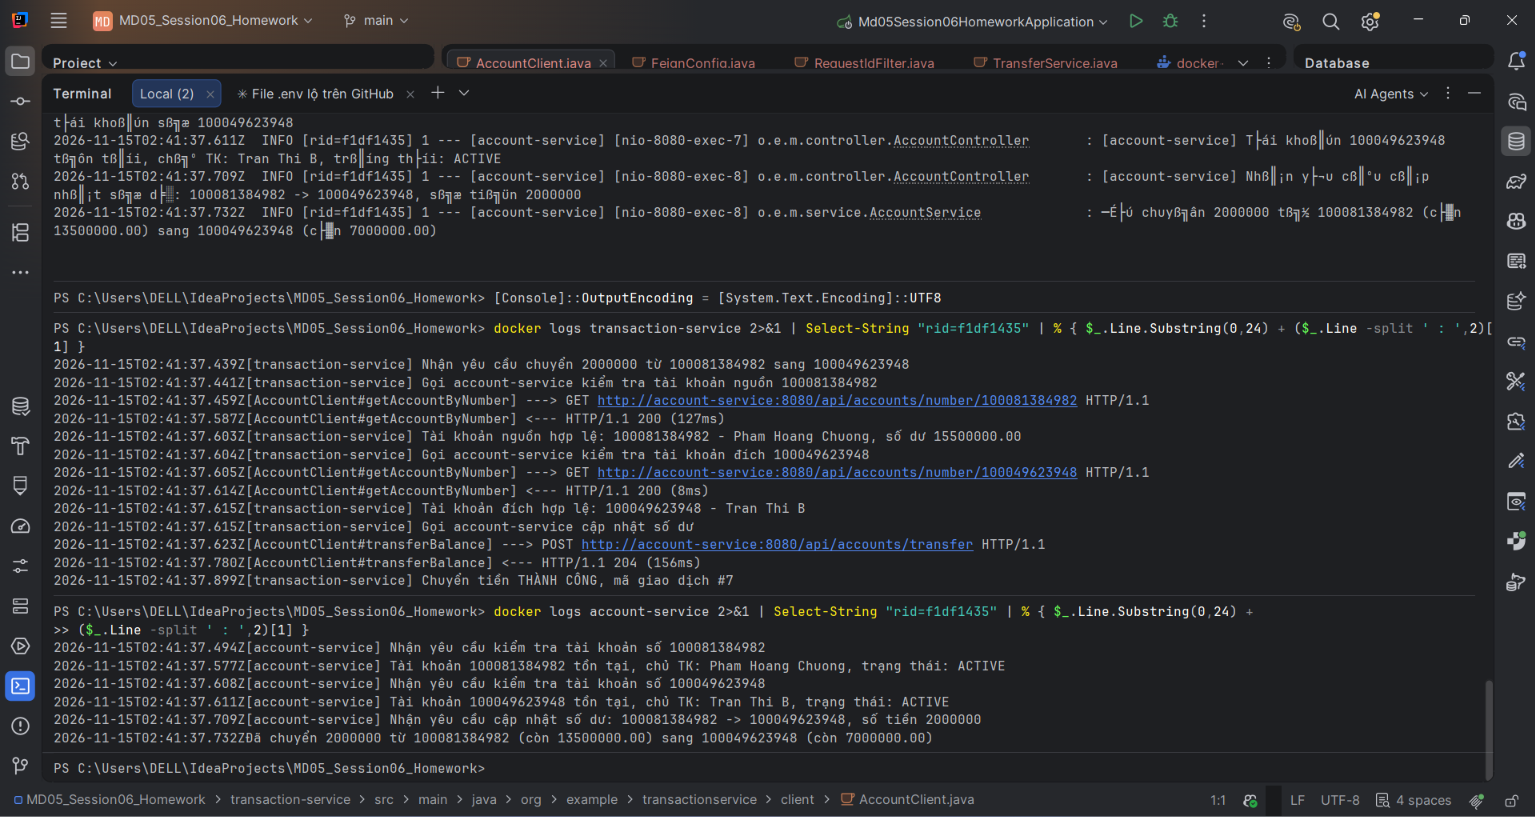 MD MD05_Session06_Homework main Md05Session06HomeworkApplication
Project AccountClient.java FeignConfig.java RequestIdFilter.java TransferService.java docker- Database
Terminal Local (2) File .env lộ trên GitHub AI Agents
100049623948
2026-11-15T02:41:37.611Z  INFO [rid=f1df1435] 1 --- [account-service] [nio-8080-exec-7] o.e.m.controller.AccountController       : [account-service] 100049623948
TK: Tran Thi B, ACTIVE
2026-11-15T02:41:37.709Z  INFO [rid=f1df1435] 1 --- [account-service] [nio-8080-exec-8] o.e.m.controller.AccountController       : [account-service]
100081384982 -> 100049623948, 2000000
2026-11-15T02:41:37.732Z  INFO [rid=f1df1435] 1 --- [account-service] [nio-8080-exec-8] o.e.m.service.AccountService             : 2000000 100081384982
13500000.00) sang 100049623948 7000000.00)
PS C:\Users\DELL\IdeaProjects\MD05_Session06_Homework> [Console]::OutputEncoding = [System.Text.Encoding]::UTF8
PS C:\Users\DELL\IdeaProjects\MD05_Session06_Homework> docker logs transaction-service 2>&1 | Select-String "rid=f1df1435" | % { $_.Line.Substring(0,24) + ($_.Line -split ' : ',2)[
1] }
2026-11-15T02:41:37.439Z[transaction-service] Nhận yêu cầu chuyển 2000000 từ 100081384982 sang 100049623948
2026-11-15T02:41:37.441Z[transaction-service] Gọi account-service kiểm tra tài khoản nguồn 100081384982
2026-11-15T02:41:37.459Z[AccountClient#getAccountByNumber] ---> GET http://account-service:8080/api/accounts/number/100081384982 HTTP/1.1
2026-11-15T02:41:37.587Z[AccountClient#getAccountByNumber] <--- HTTP/1.1 200 (127ms)
2026-11-15T02:41:37.603Z[transaction-service] Tài khoản nguồn hợp lệ: 100081384982 - Pham Hoang Chuong, số dư 15500000.00
2026-11-15T02:41:37.604Z[transaction-service] Gọi account-service kiểm tra tài khoản đích 100049623948
2026-11-15T02:41:37.605Z[AccountClient#getAccountByNumber] ---> GET http://account-service:8080/api/accounts/number/100049623948 HTTP/1.1
2026-11-15T02:41:37.614Z[AccountClient#getAccountByNumber] <--- HTTP/1.1 200 (8ms)
2026-11-15T02:41:37.615Z[transaction-service] Tài khoản đích hợp lệ: 100049623948 - Tran Thi B
2026-11-15T02:41:37.615Z[transaction-service] Gọi account-service cập nhật số dư
2026-11-15T02:41:37.623Z[AccountClient#transferBalance] ---> POST http://account-service:8080/api/accounts/transfer HTTP/1.1
2026-11-15T02:41:37.780Z[AccountClient#transferBalance] <--- HTTP/1.1 204 (156ms)
2026-11-15T02:41:37.899Z[transaction-service] Chuyển tiền THÀNH CÔNG, mã giao dịch #7
PS C:\Users\DELL\IdeaProjects\MD05_Session06_Homework> docker logs account-service 2>&1 | Select-String "rid=f1df1435" | % { $_.Line.Substring(0,24) +
>> ($_.Line -split ' : ',2)[1] }
2026-11-15T02:41:37.494Z[account-service] Nhận yêu cầu kiểm tra tài khoản số 100081384982
2026-11-15T02:41:37.577Z[account-service] Tài khoản 100081384982 tồn tại, chủ TK: Pham Hoang Chuong, trạng thái: ACTIVE
2026-11-15T02:41:37.608Z[account-service] Nhận yêu cầu kiểm tra tài khoản số 100049623948
2026-11-15T02:41:37.611Z[account-service] Tài khoản 100049623948 tồn tại, chủ TK: Tran Thi B, trạng thái: ACTIVE
2026-11-15T02:41:37.709Z[account-service] Nhận yêu cầu cập nhật số dư: 100081384982 -> 100049623948, số tiền 2000000
2026-11-15T02:41:37.732ZĐã chuyển 2000000 từ 100081384982 (còn 13500000.00) sang 100049623948 (còn 7000000.00)
PS C:\Users\DELL\IdeaProjects\MD05_Session06_Homework>
MD05_Session06_Homework > transaction-service > src > main > java > org > example > transactionservice > client > AccountClient.java 1:1 LF UTF-8 4 spaces